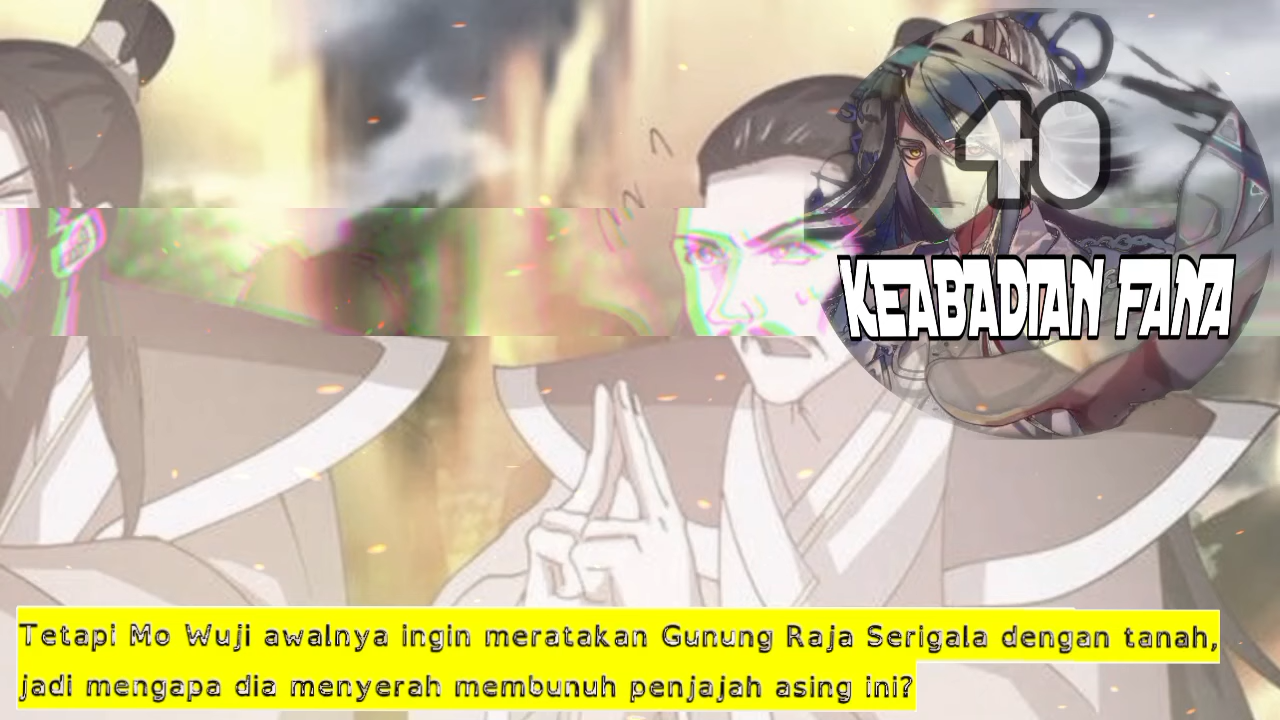 40
KEABADIAN FANA
Tetapi Mo Wuji awalnya ingin meratakan Gunung Raja Serigala dengan tanah,
jadi mengapa dia menyerah membunuh penjajah asing ini?